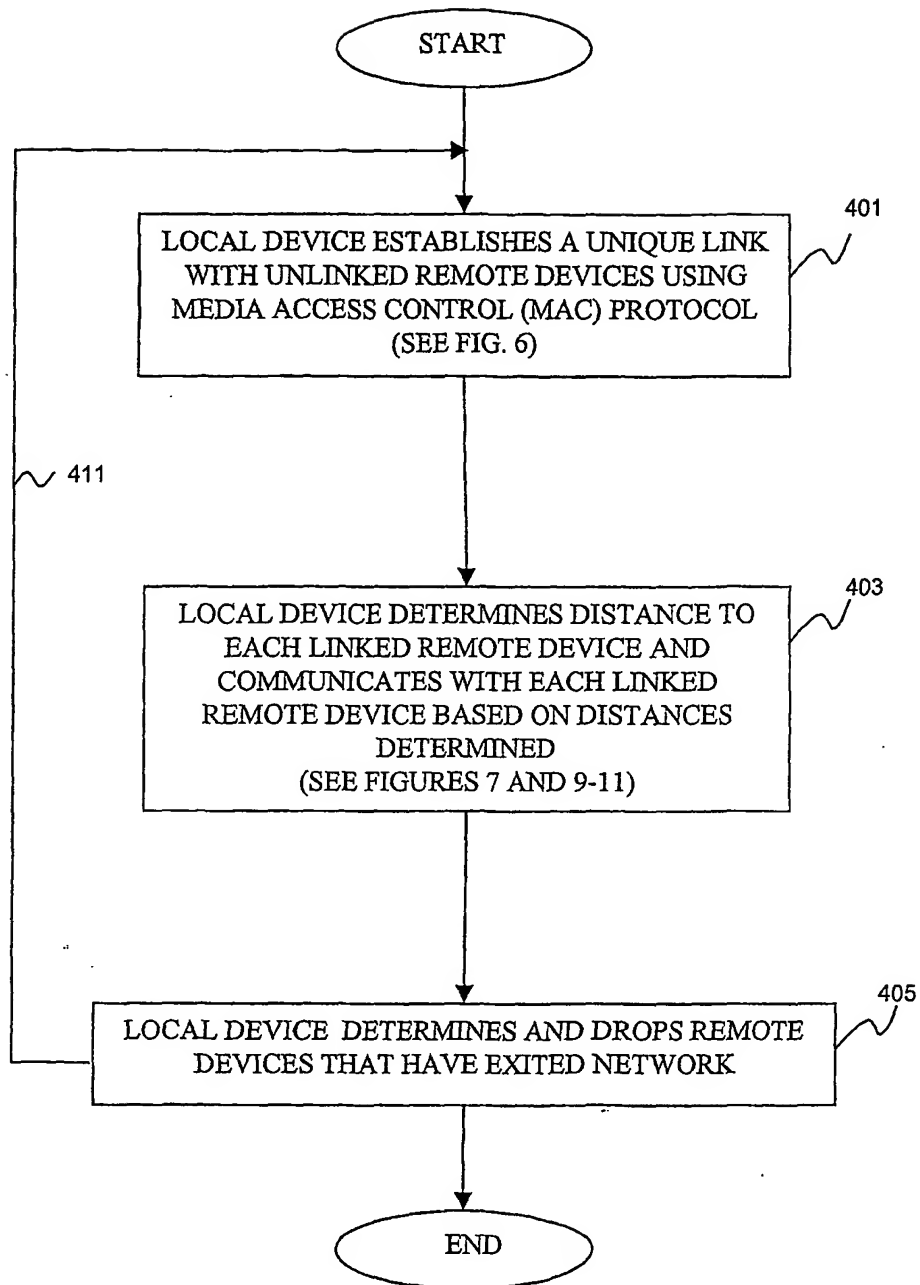 START
401
LOCAL DEVICE ESTABLISHES A UNIQUE LINK
WITH UNLINKED REMOTE DEVICES USING
MEDIA ACCESS CONTROL (MAC) PROTOCOL
(SEE FIG. 6)
411
403
LOCAL DEVICE DETERMINES DISTANCE TO
EACH LINKED REMOTE DEVICE AND
COMMUNICATES WITH EACH LINKED
REMOTE DEVICE BASED ON DISTANCES
DETERMINED
(SEE FIGURES 7 AND 9-11)
405
LOCAL DEVICE DETERMINES AND DROPS REMOTE
DEVICES THAT HAVE EXITED NETWORK
END